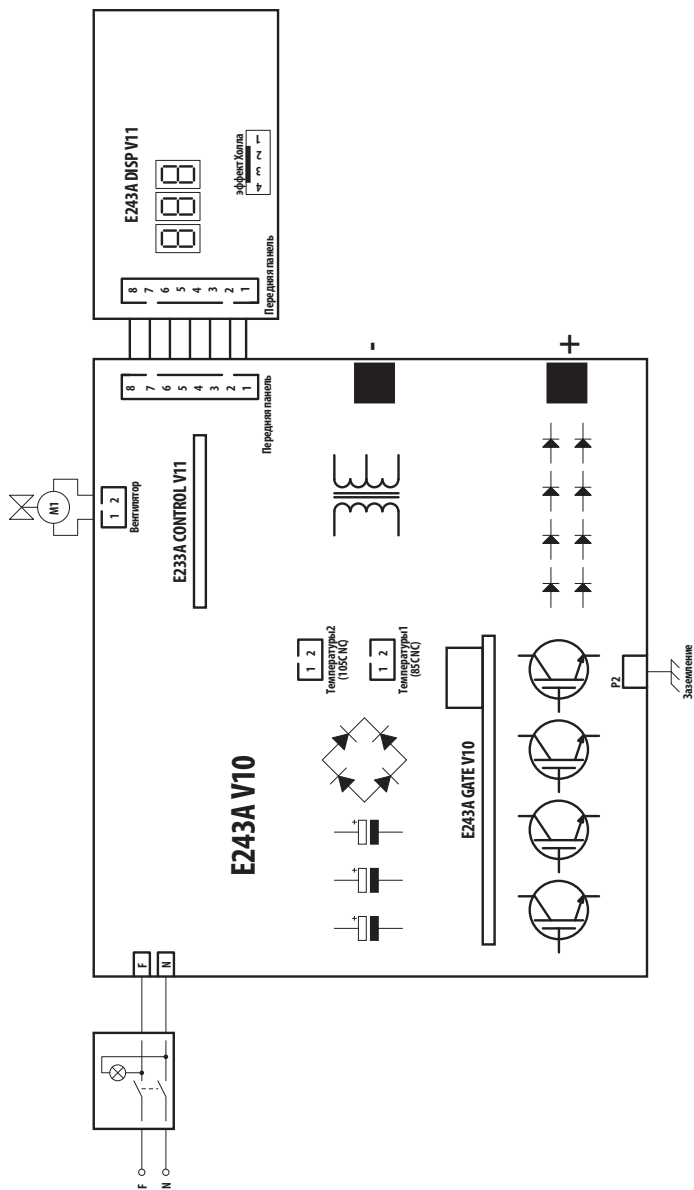 E243A DISP V11
эффект Холла
4 3 2 1
8 7 6 5 4 3 2 1
Передняя панель
8 7 6 5 4 3 2 1
Передняя панель
-
+
M1
1 2
Вентилятор
E233A CONTROL V11
1 2
Температуры2
(105C NC)
1 2
Температуры1
(85C NC)
E243A V10
+
+
+
E243A GATE V10
P2
Заземление
F
N
F
N